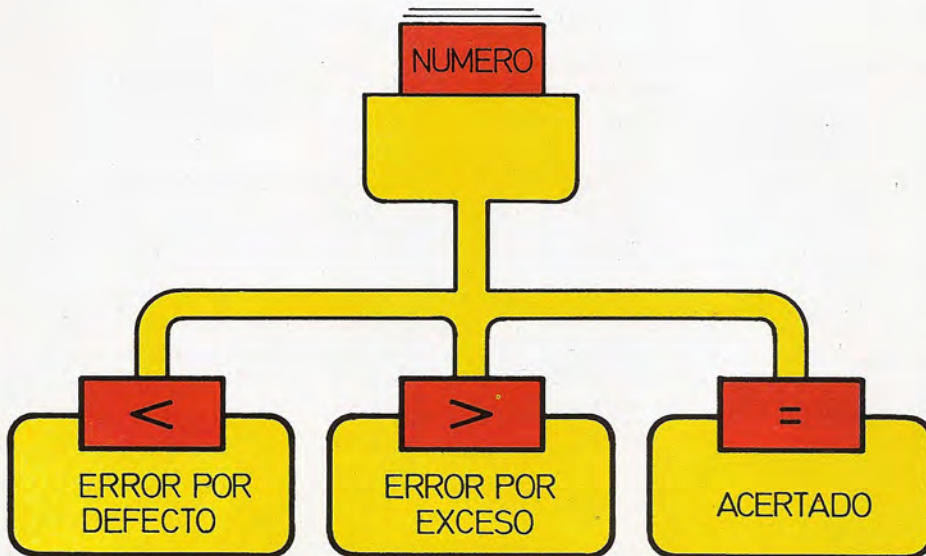 NUMERO
<
ERROR POR
DEFECTO
>
ERROR POR
EXCESO
=
ACERTADO